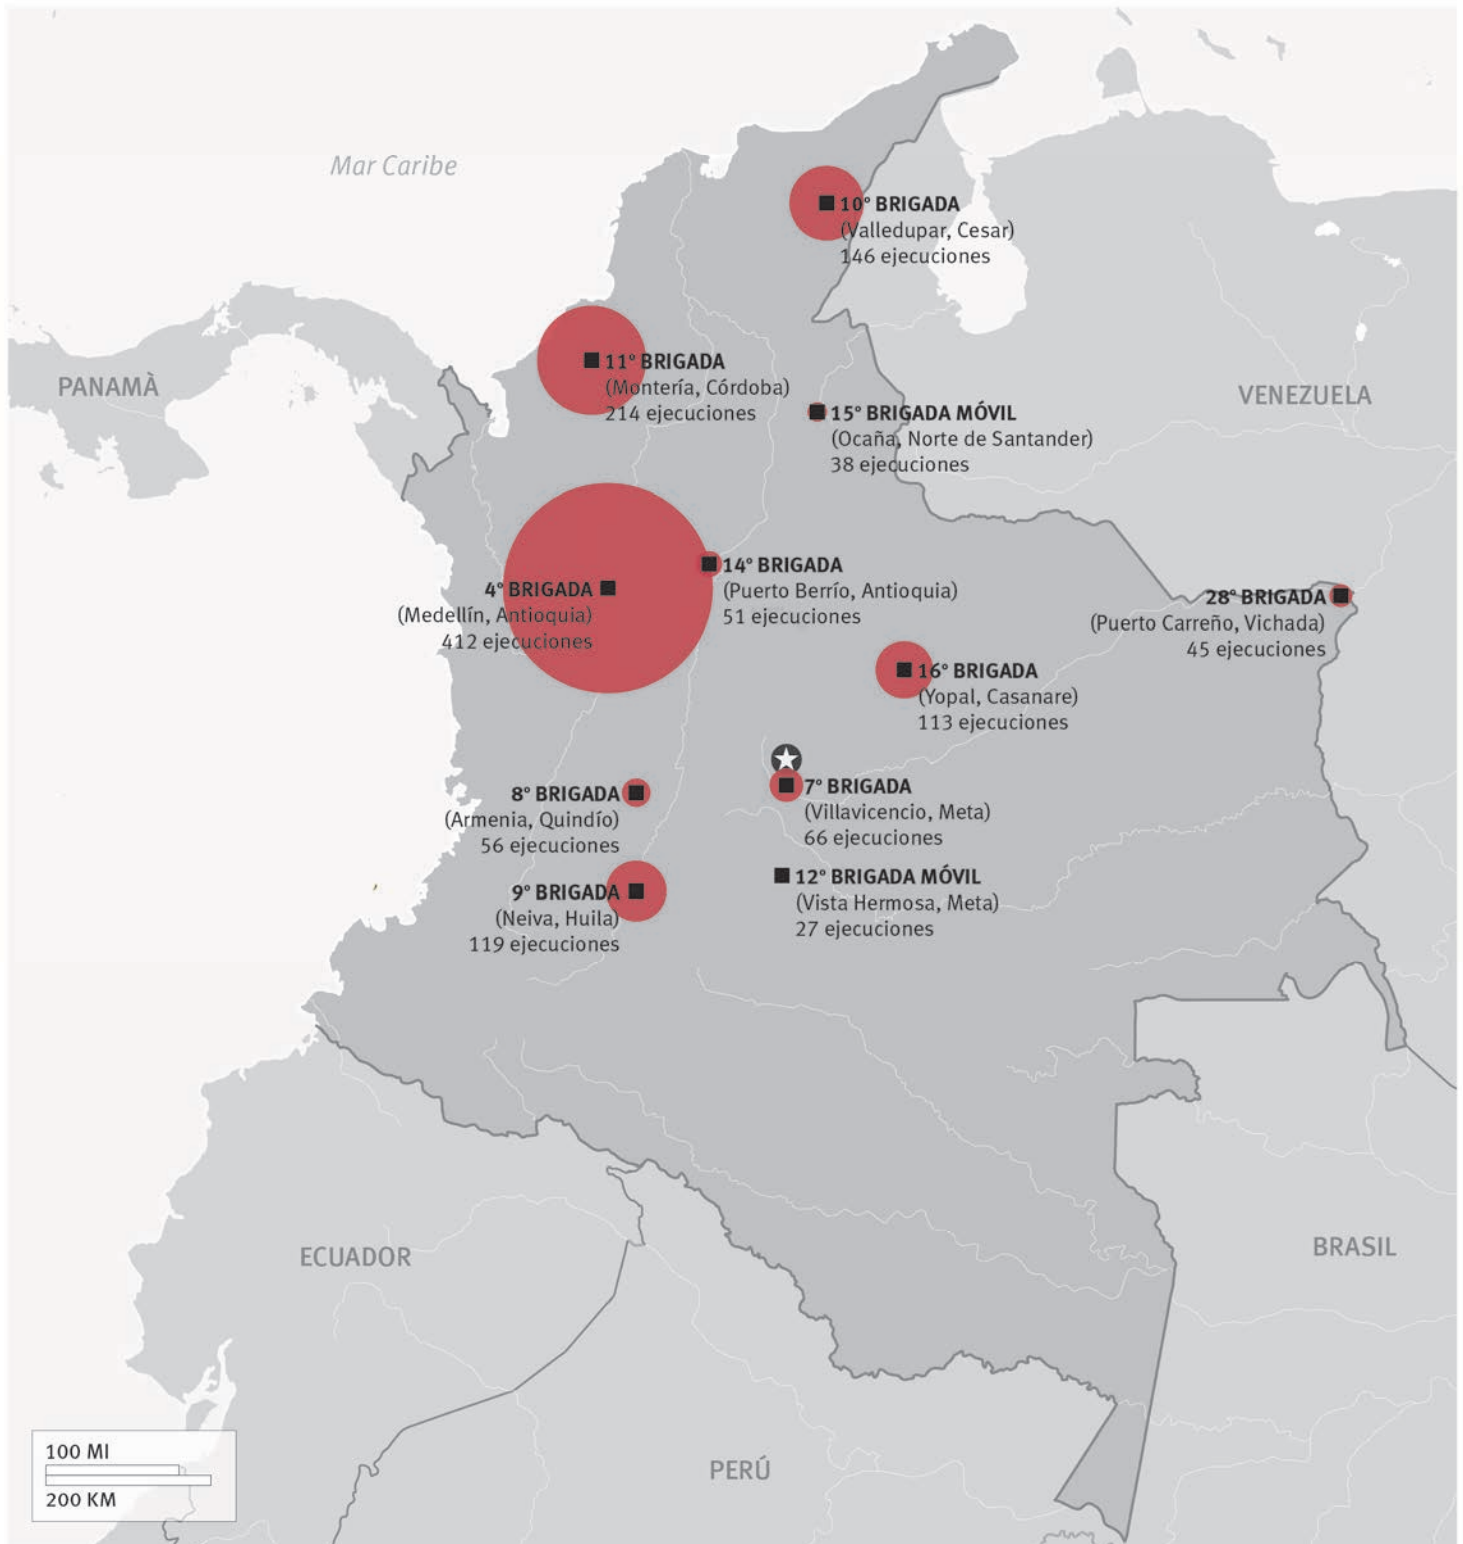 Mar Caribe
10° BRIGADA
(Valledupar, Cesar)
146 ejecuciones
11° BRIGADA
(Montería, Córdoba)
214 ejecuciones
PANAMÀ
VENEZUELA
15° BRIGADA MÓVIL
(Ocaña, Norte de Santander)
38 ejecuciones
14° BRIGADA
(Puerto Berrío, Antioquia)
51 ejecuciones
4° BRIGADA
(Medellín, Antioquia)
412 ejecuciones
28° BRIGADA
(Puerto Carreño, Vichada)
45 ejecuciones
16° BRIGADA
(Yopal, Casanare)
113 ejecuciones
7° BRIGADA
(Villavicencio, Meta)
66 ejecuciones
8° BRIGADA
(Armenia, Quindío)
56 ejecuciones
12° BRIGADA MÓVIL
(Vista Hermosa, Meta)
27 ejecuciones
9° BRIGADA
(Neiva, Huila)
119 ejecuciones
ECUADOR
BRASIL
PERÚ
100 MI
200 KM